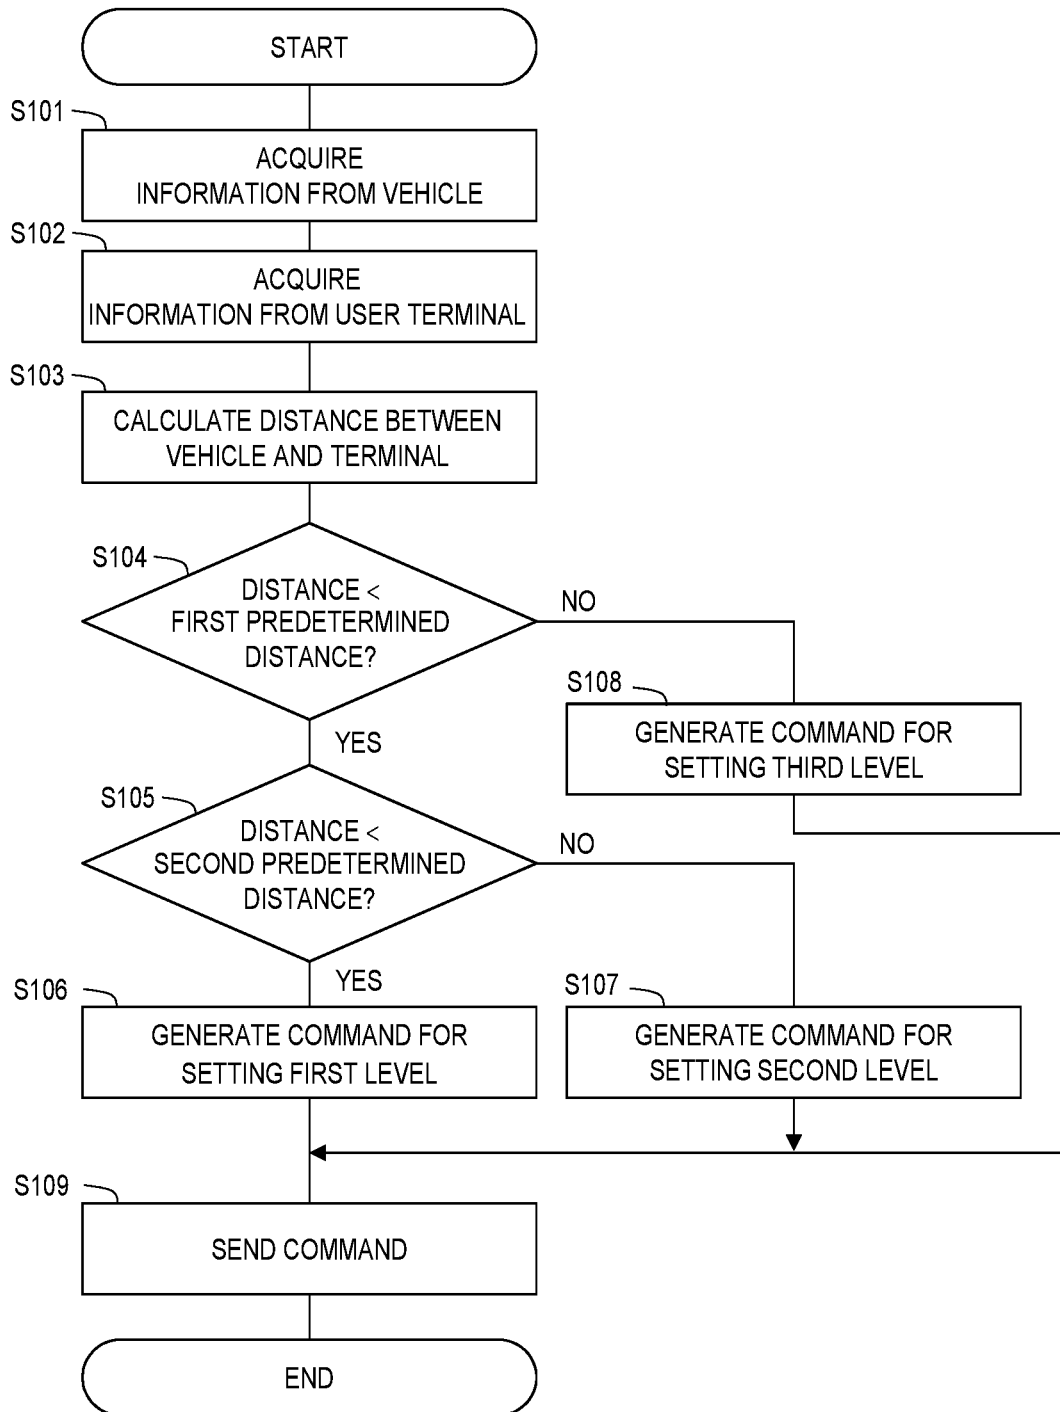 START
S101
ACQUIRE
INFORMATION FROM VEHICLE
S102
ACQUIRE
INFORMATION FROM USER TERMINAL
S103
CALCULATE DISTANCE BETWEEN
VEHICLE AND TERMINAL
S104
DISTANCE <
FIRST PREDETERMINED
DISTANCE?
NO
YES
S108
GENERATE COMMAND FOR
SETTING THIRD LEVEL
S105
DISTANCE <
SECOND PREDETERMINED
DISTANCE?
NO
YES
S106
GENERATE COMMAND FOR
SETTING FIRST LEVEL
S107
GENERATE COMMAND FOR
SETTING SECOND LEVEL
S109
SEND COMMAND
END